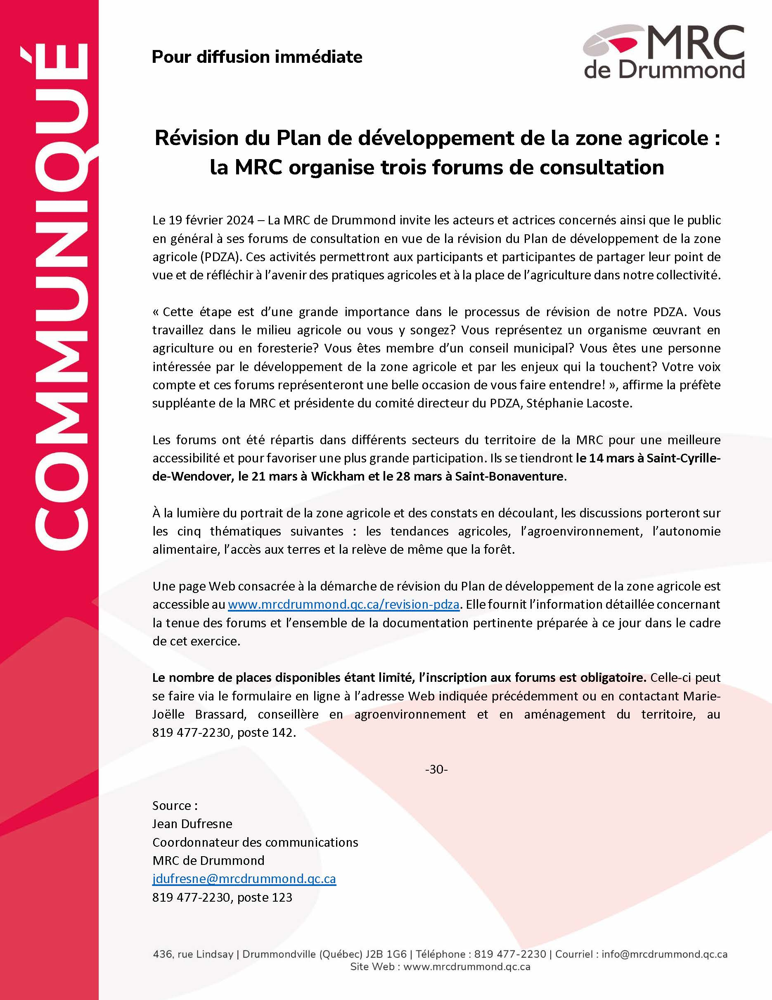 COMMUNIQUÉ
Pour diffusion immédiate
MRC
de Drummond
Révision du Plan de développement de la zone agricole :
la MRC organise trois forums de consultation
Le 19 février 2024 – La MRC de Drummond invite les acteurs et actrices concernés ainsi que le public
en général à ses forums de consultation en vue de la révision du Plan de développement de la zone
agricole (PDZA). Ces activités permettront aux participants et participantes de partager leur point de
vue et de réfléchir à l’avenir des pratiques agricoles et à la place de l’agriculture dans notre collectivité.
« Cette étape est d’une grande importance dans le processus de révision de notre PDZA. Vous
travaillez dans le milieu agricole ou vous y songez? Vous représentez un organisme œuvrant en
agriculture ou en foresterie? Vous êtes membre d’un conseil municipal? Vous êtes une personne
intéressée par le développement de la zone agricole et par les enjeux qui la touchent? Votre voix
compte et ces forums représenteront une belle occasion de vous faire entendre! », affirme la préfète
suppléante de la MRC et présidente du comité directeur du PDZA, Stéphanie Lacoste.
Les forums ont été répartis dans différents secteurs du territoire de la MRC pour une meilleure
accessibilité et pour favoriser une plus grande participation. Ils se tiendront le 14 mars à Saint-Cyrille-
de-Wendover, le 21 mars à Wickham et le 28 mars à Saint-Bonaventure.
À la lumière du portrait de la zone agricole et des constats en découlant, les discussions porteront sur
les cinq thématiques suivantes : les tendances agricoles, l’agroenvironnement, l’autonomie
alimentaire, l’accès aux terres et la relève de même que la forêt.
Une page Web consacrée à la démarche de révision du Plan de développement de la zone agricole est
accessible au www.mrcdrummond.qc.ca/revision-pdza. Elle fournit l’information détaillée concernant
la tenue des forums et l’ensemble de la documentation pertinente préparée à ce jour dans le cadre
de cet exercice.
Le nombre de places disponibles étant limité, l’inscription aux forums est obligatoire. Celle-ci peut
se faire via le formulaire en ligne à l’adresse Web indiquée précédemment ou en contactant Marie-
Joëlle Brassard, conseillère en agroenvironnement et en aménagement du territoire, au
819 477-2230, poste 142.
-30-
Source :
Jean Dufresne
Coordonnateur des communications
MRC de Drummond
jdufresne@mrcdrummond.qc.ca
819 477-2230, poste 123
436, rue Lindsay | Drummondville (Québec) J2B 1G6 | Téléphone : 819 477-2230 | Courriel : info@mrcdrummond.qc.ca
Site Web : www.mrcdrummond.qc.ca